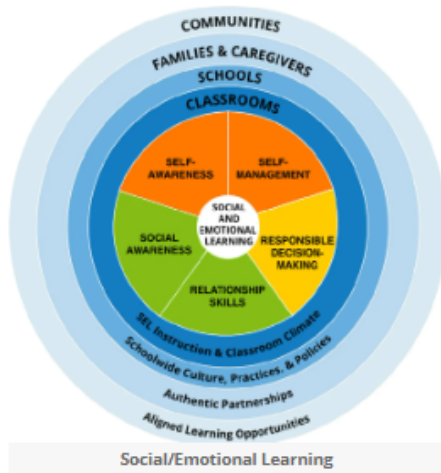 COMMUNITIES
FAMILIES & CAREGIVERS
SCHOOLS
CLASSROOMS
SELF-
AWARENESS
SELF-
MANAGEMENT
SOCIAL
AND
EMOTIONAL
LEARNING
SOCIAL
AWARENESS
RESPONSIBLE
DECISION-
MAKING
RELATIONSHIP
SKILLS
SEL Instruction & Classroom Climate
Schoolwide Culture, Practices, & Policies
Authentic Partnerships
Aligned Learning Opportunities
Social/Emotional Learning